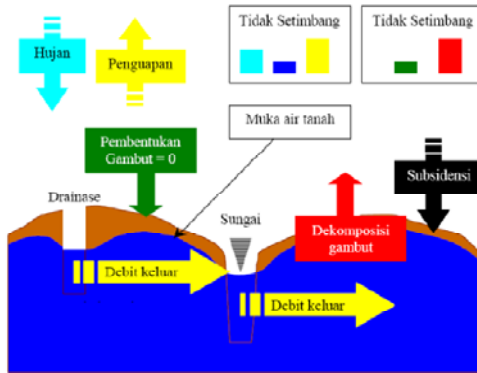 Tidak Setimbang
Tidak Setimbang
Hujan
Penguapan
Muka air tanah
Pembentukan
Gambut = 0
Subsidensi
Drainase
Sungai
Dekomposisi
gambut
Debit keluar
Debit keluar